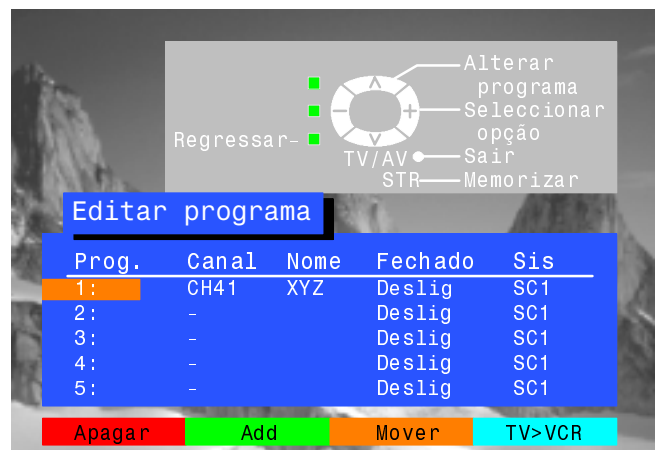 Alterar
programa
Seleccionar
opção
Regressar
TV/AV
Sair
STR
Memorizar
Editar programa
Prog. Canal Nome Fechado Sis
1: CH41 XYZ Deslig SC1
2: - Deslig SC1
3: - Deslig SC1
4: - Deslig SC1
5: - Deslig SC1
Apagar Add Mover TV>VCR